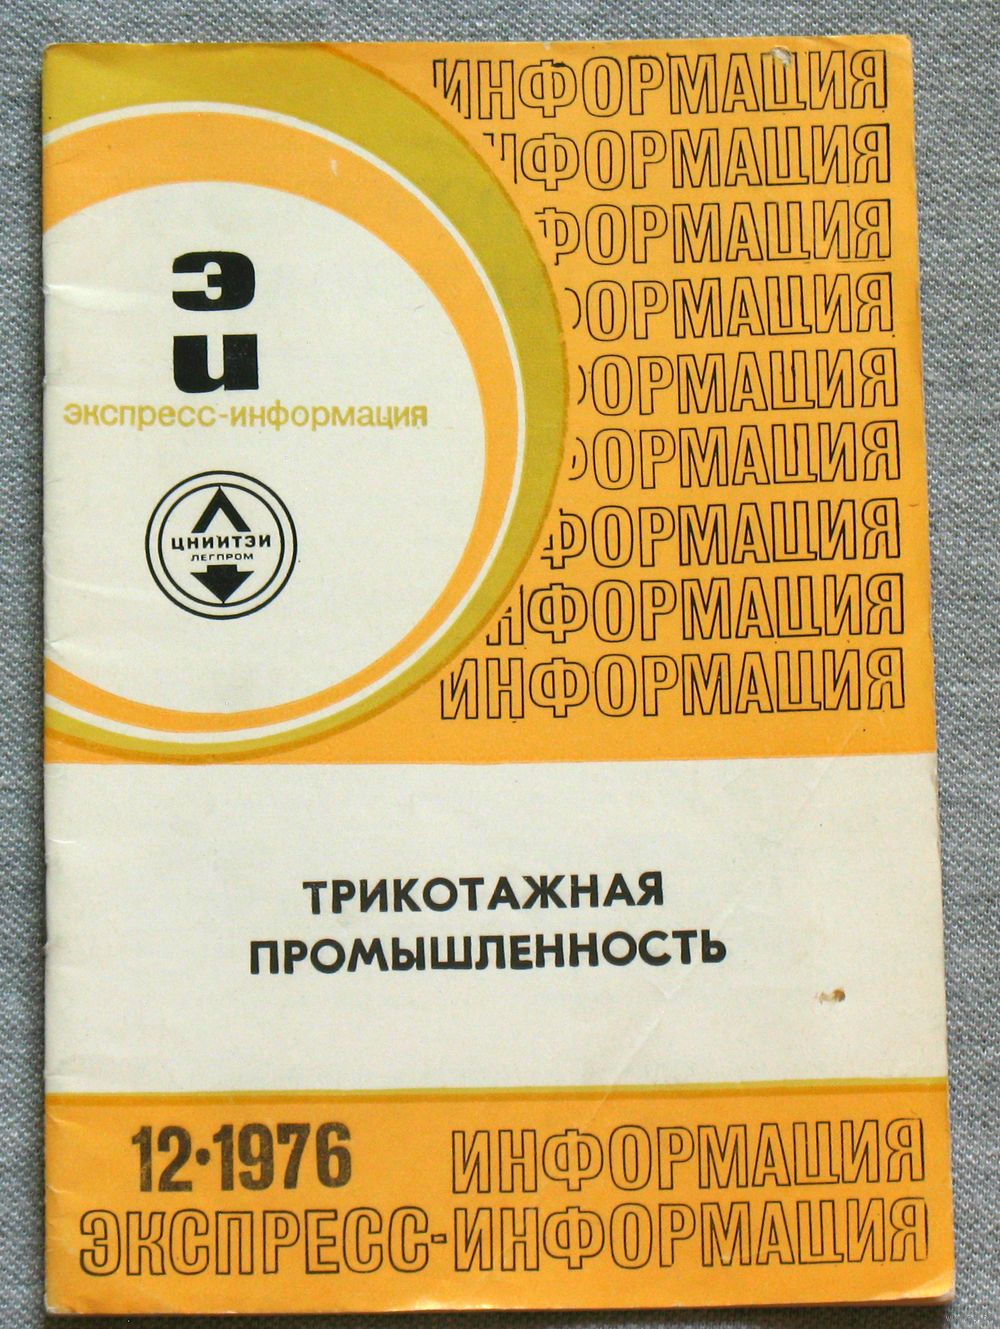 ИНФОРМАЦИЯ
ИНФОРМАЦИЯ
ФОРМАЦИЯ
ФОРМАЦИЯ
ФОРМАЦИЯ
ФОРМАЦИЯ
ФОРМАЦИЯ
НФОРМАЦИЯ
ИНФОРМАЦИЯ
Э
И
экспресс-информация
ЦНИИТЭИ
ЛЕГПРОМ
ТРИКОТАЖНАЯ
ПРОМЫШЛЕННОСТЬ
12·1976
ИНФОРМАЦИЯ
ЭКСПРЕСС-ИНФОРМАЦИЯ